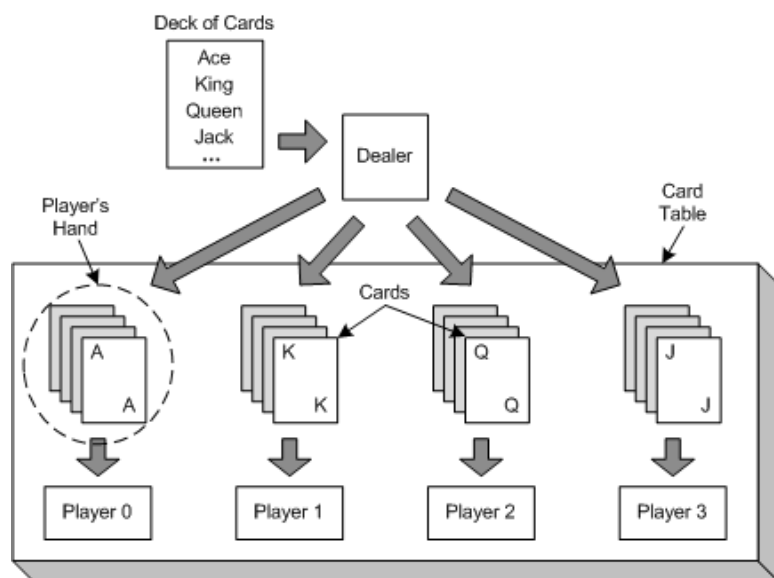 Deck of Cards
Ace
King
Queen
Jack
...
Dealer
Player's
Hand
Card
Table
Cards
A
A
K
K
Q
Q
J
J
Player 0
Player 1
Player 2
Player 3